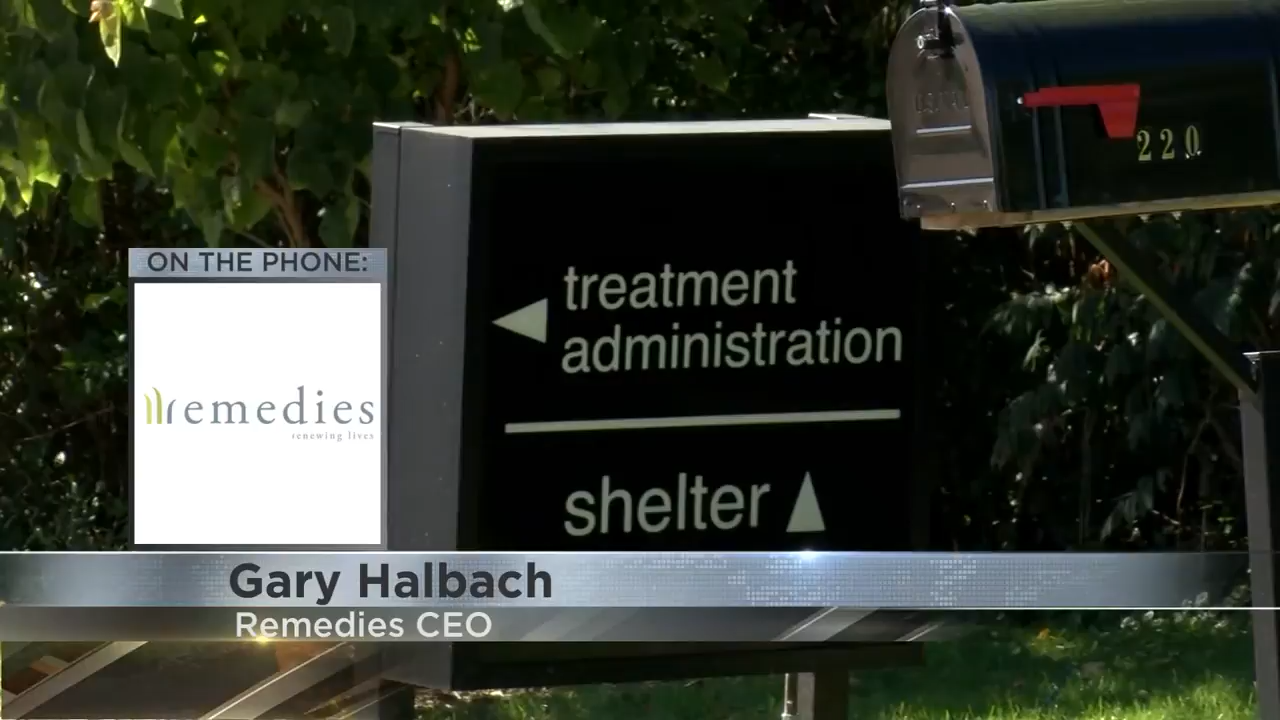 220
ON THE PHONE:
treatment
administration
remedies
renewing lives
shelter
Gary Halbach
Remedies CEO